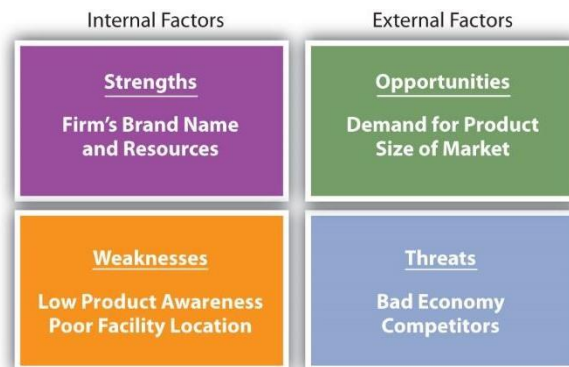 Internal Factors
External Factors
Strengths
Firm's Brand Name
and Resources
Opportunities
Demand for Product
Size of Market
Weaknesses
Low Product Awareness
Poor Facility Location
Threats
Bad Economy
Competitors